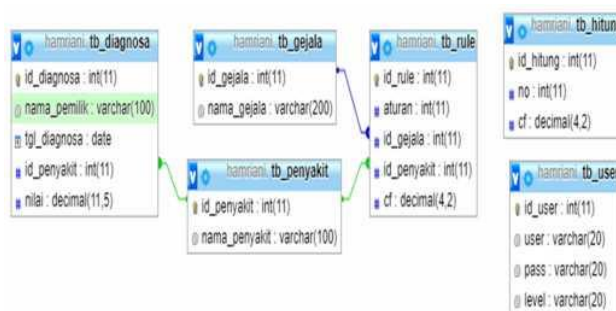 hamriani. tb_diagnosa
id_diagnosa : int(11)
nama_pemilik : varchar(100)
tgl_diagnosa : date
id_penyakit : int(11)
nilai : decimal(11,5)
hamriani. tb_gejala
id_gejala : int(11)
nama_gejala : varchar(200)
hamriani. tb_penyakit
id_penyakit : int(11)
nama_penyakit : varchar(100)
hamriani. tb_rule
id_rule : int(11)
aturan : int(11)
id_gejala : int(11)
id_penyakit : int(11)
cf : decimal(4,2)
hamriani. tb_hitun
id_hitung : int(11)
no : int(11)
cf : decimal(4,2)
hamriani. tb_user
id_user : int(11)
user : varchar(20)
pass : varchar(20)
level : varchar(20)